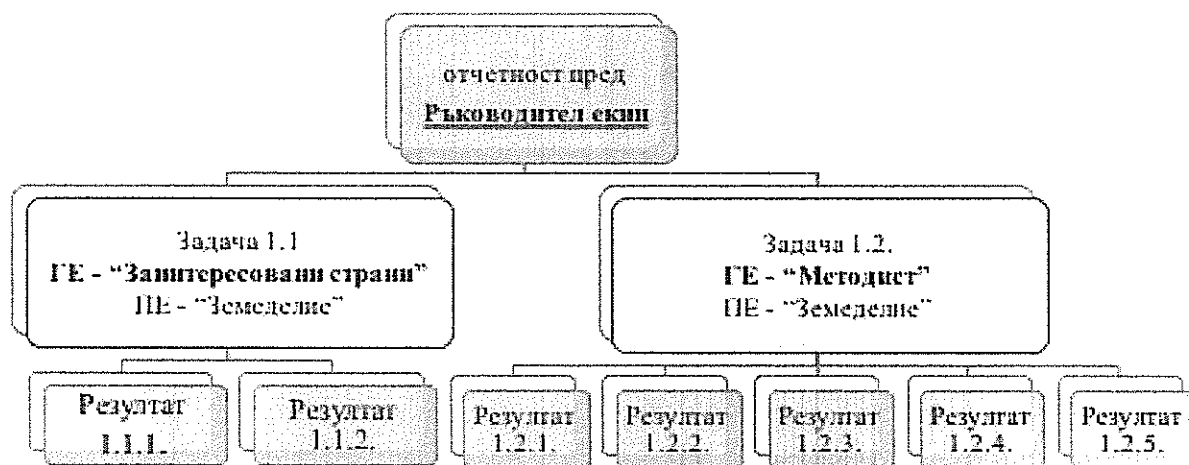 отчетност пред
Ръководител екип
Задача 1.1
ГЕ - “Заинтересовани страни”
ПЕ - “Земеделие”
Задача 1.2.
ГЕ - “Методист”
ПЕ - “Земеделие”
Резултат
1.1.1.
Резултат
1.1.2.
Резултат
1.2.1.
Резултат
1.2.2.
Резултат
1.2.3.
Резултат
1.2.4.
Резултат
1.2.5.